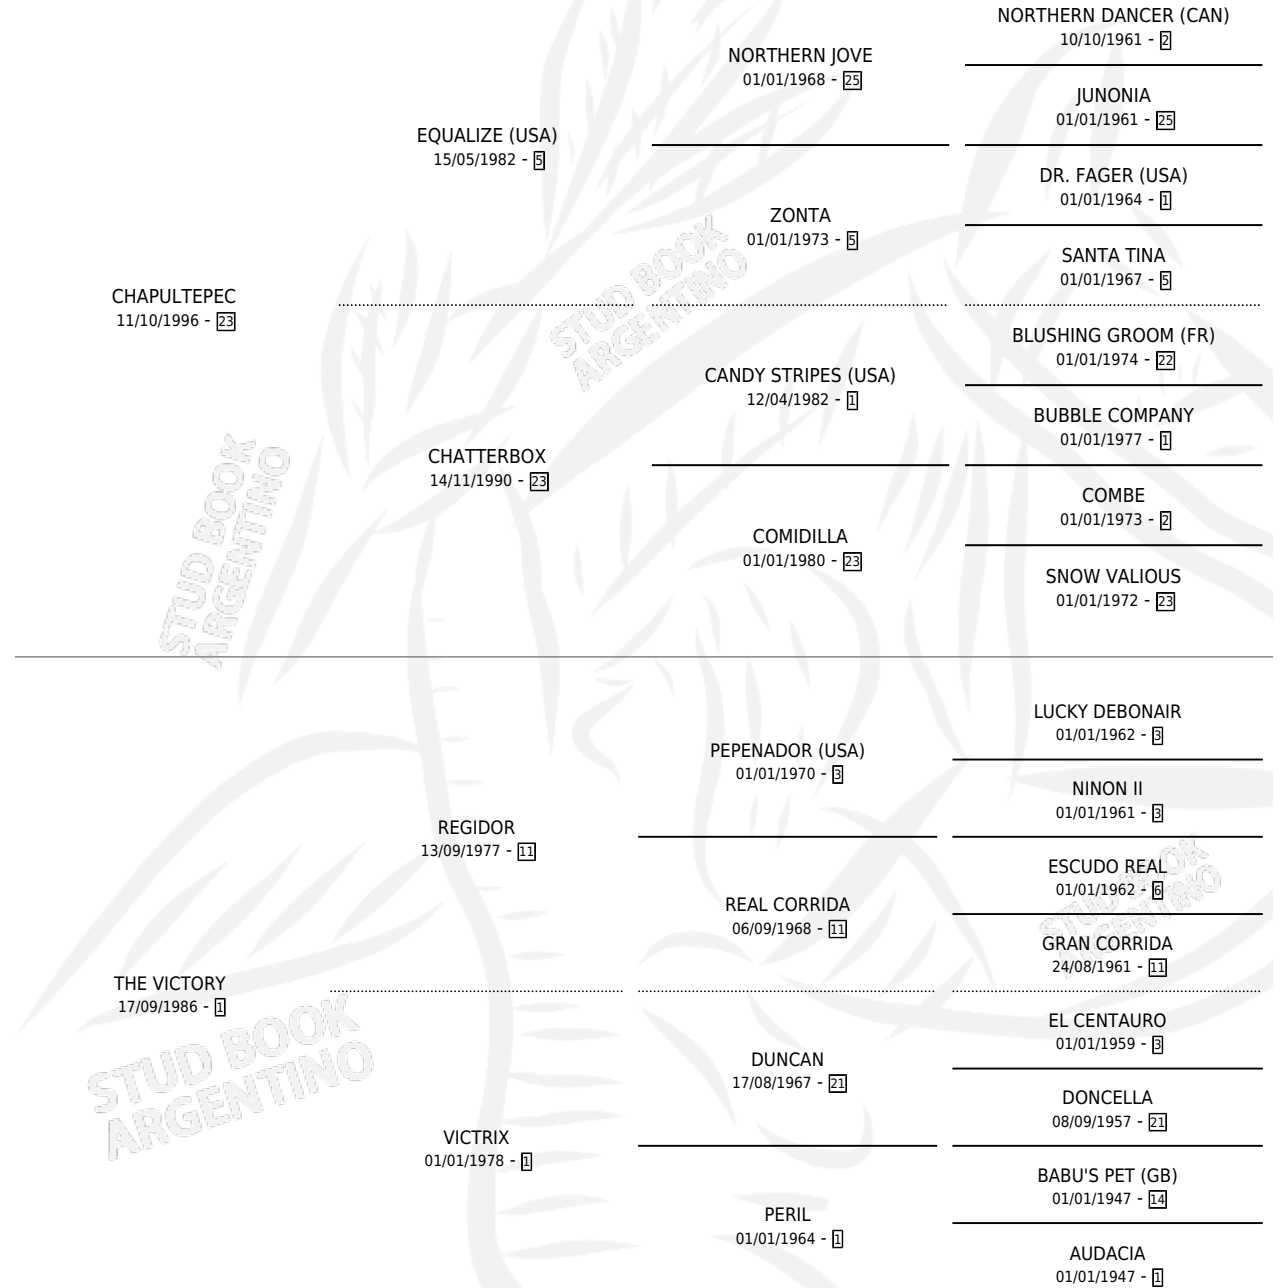 NORTHERN DANCER (CAN)
10/10/1961 - 2
NORTHERN JOVE
01/01/1968 - 25
JUNONIA
01/01/1961 - 25
EQUALIZE (USA)
15/05/1982 - 5
DR. FAGER (USA)
01/01/1964 - 1
ZONTA
01/01/1973 - 5
SANTA TINA
01/01/1967 - 5
STUD BOOK
ARGENTINO
CHAPULTEPEC
11/10/1996 - 23
BLUSHING GROOM (FR)
01/01/1974 - 22
CANDY STRIPES (USA)
12/04/1982 - 1
BUBBLE COMPANY
01/01/1977 - 1
CHATTERBOX
14/11/1990 - 23
COMBE
01/01/1973 - 2
COMIDILLA
01/01/1980 - 23
SNOW VALIOUS
01/01/1972 - 23
STUD BOOK
ARGENTINO
LUCKY DEBONAIR
01/01/1962 - 3
PEPENADOR (USA)
01/01/1970 - 3
NINON II
01/01/1961 - 3
REGIDOR
13/09/1977 - 11
ESCUDO REAL
01/01/1962 - 6
REAL CORRIDA
06/09/1968 - 11
GRAN CORRIDA
24/08/1961 - 11
STUD BOOK
ARGENTINO
THE VICTORY
17/09/1986 - 1
EL CENTAURO
01/01/1959 - 3
DUNCAN
17/08/1967 - 21
DONCELLA
08/09/1957 - 21
STUD BOOK
ARGENTINO
VICTRIX
01/01/1978 - 1
BABU'S PET (GB)
01/01/1947 - 14
PERIL
01/01/1964 - 1
AUDACIA
01/01/1947 - 1